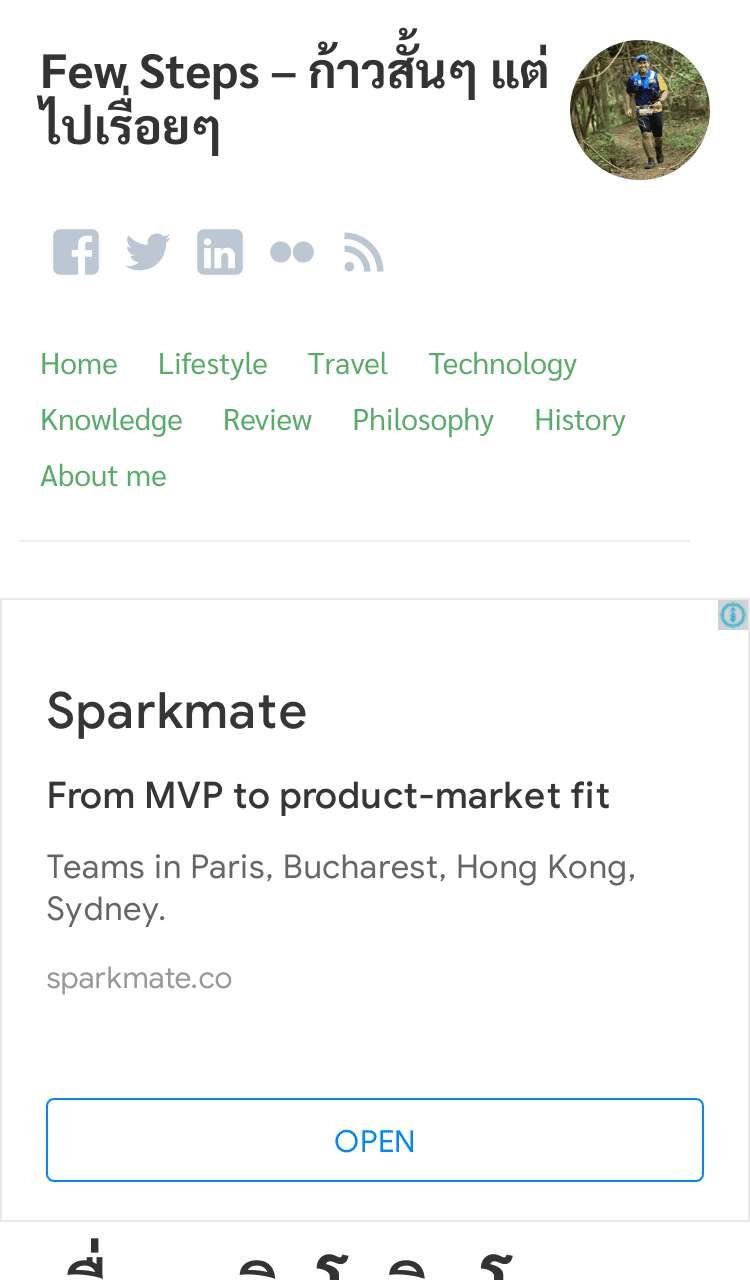 Few Steps – ก้าวสั้นๆ แต่
ไปเรื่อยๆ
Home Lifestyle Travel Technology
Knowledge Review Philosophy History
About me
Sparkmate
From MVP to product-market fit
Teams in Paris, Bucharest, Hong Kong,
Sydney.
sparkmate.co
OPEN